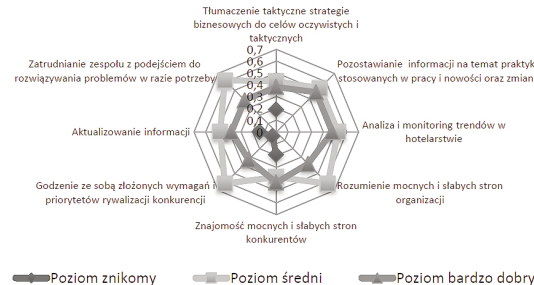 Tłumaczenie taktyczne strategie
biznesowych do celów oczywistych i
taktycznych
Zatrudnianie zespołu z podejściem do
rozwiązywania problemów w razie potrzeby
Pozostawianie informacji na temat praktyk
stosowanych w pracy i nowości oraz zmian
0,7
0,6
0,5
0,4
0,3
0,2
0,1
0
Aktualizowanie informacji
Analiza i monitoring trendów w
hotelarstwie
Godzenie ze sobą złożonych wymagań i
priorytetów rywalizacji konkurencji
Rozumienie mocnych i słabych stron
organizacji
Znajomość mocnych i słabych stron
konkurentów
Poziom znikomy
Poziom średni
Poziom bardzo dobry